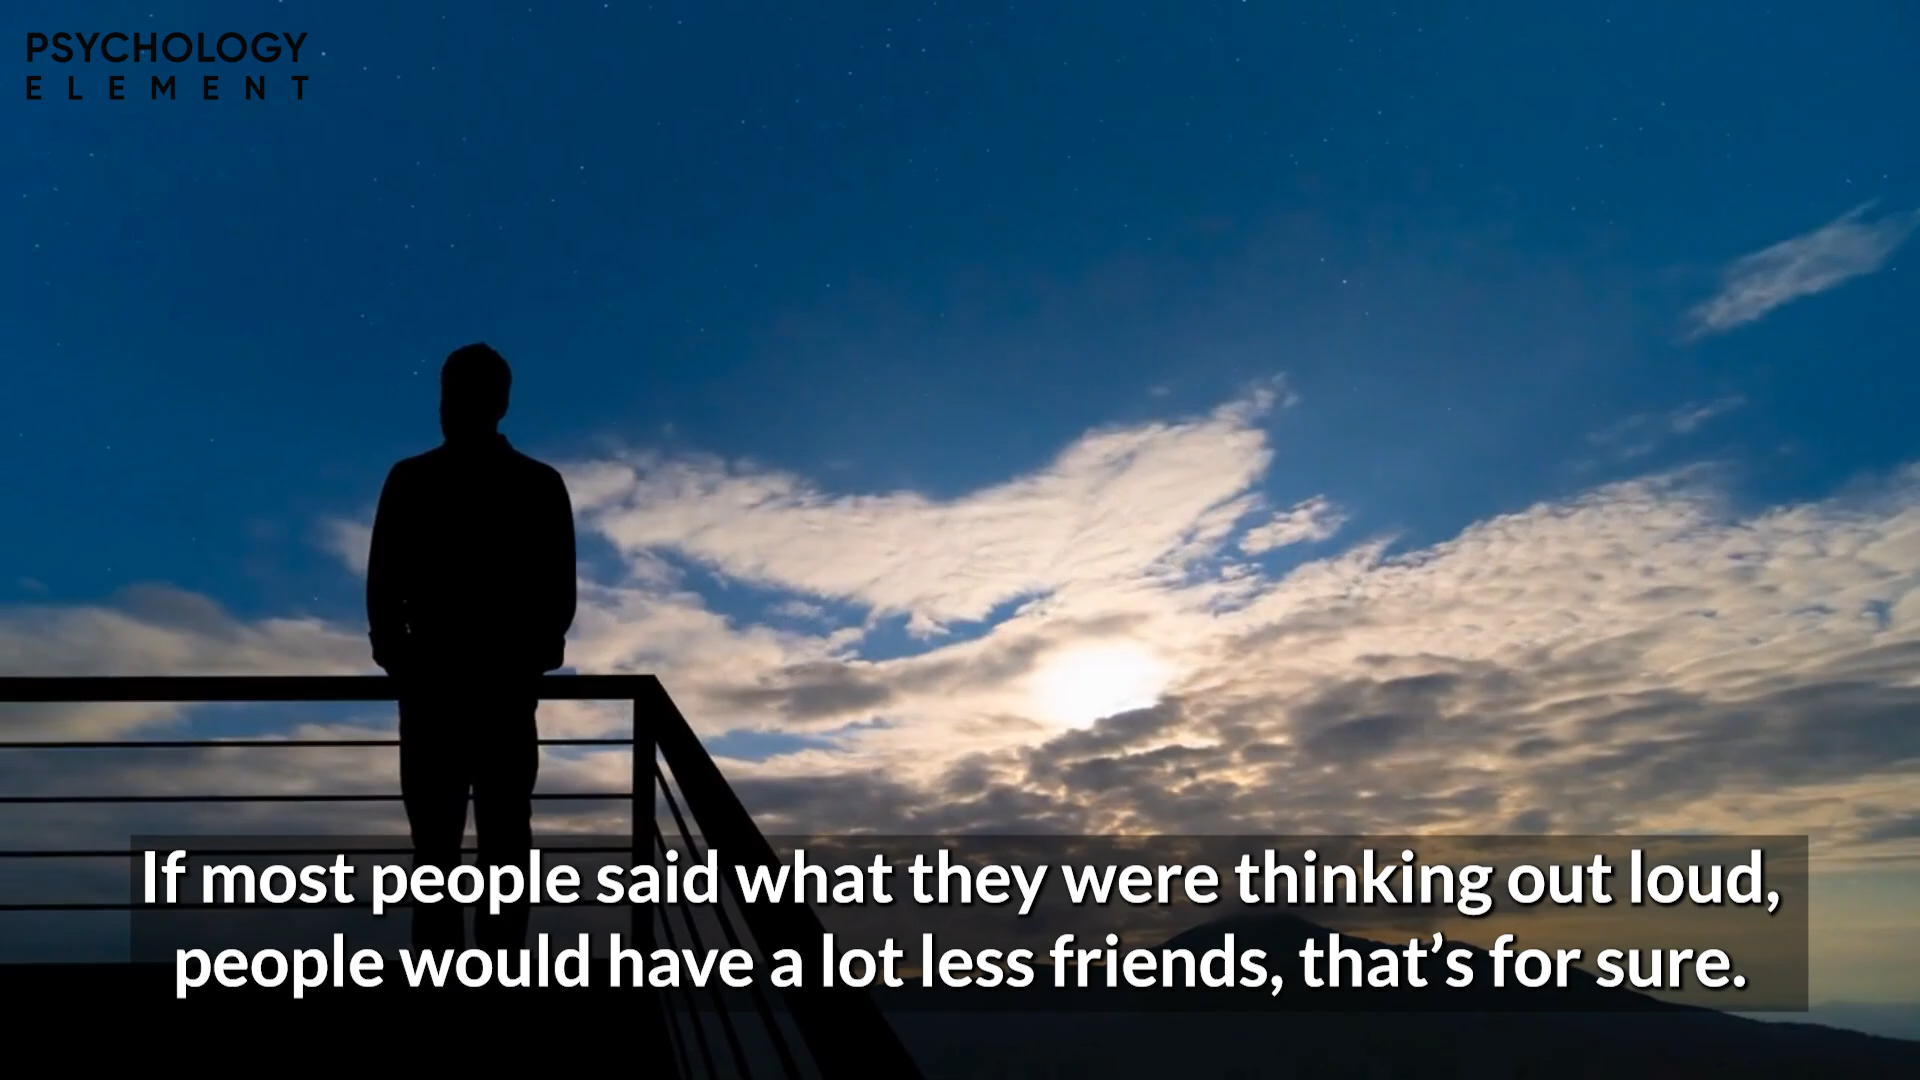 PSYCHOLOGY
ELEMENT
If most people said what they were thinking out loud,
people would have a lot less friends, that’s for sure.